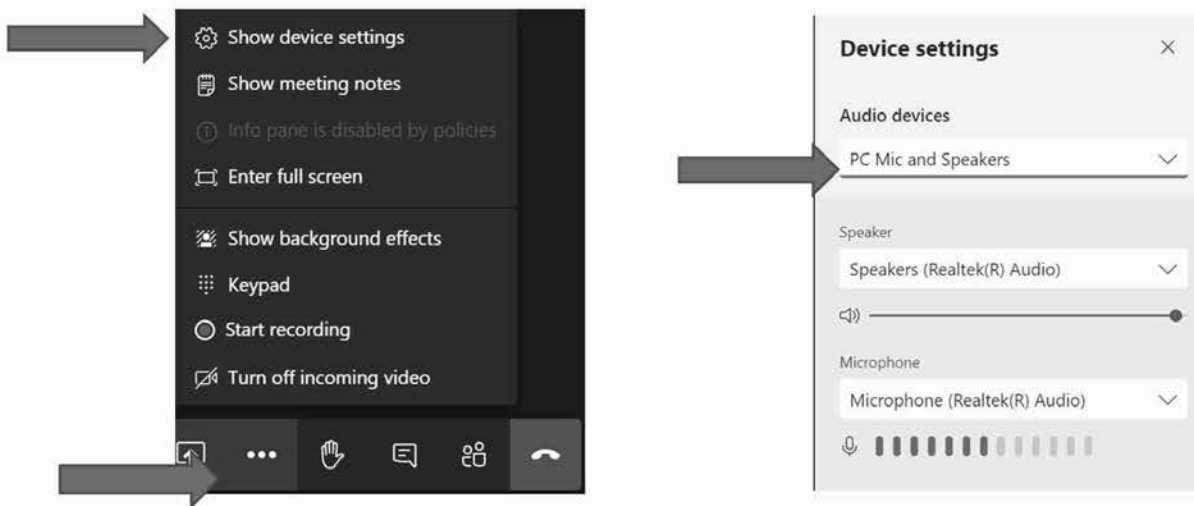 Show device settings
Show meeting notes
Info pane is disabled by policies
Enter full screen
Show background effects
Keypad
Start recording
Turn off incoming video
Device settings
Audio devices
PC Mic and Speakers
Speaker
Speakers (Realtek(R) Audio)
Microphone
Microphone (Realtek(R) Audio)